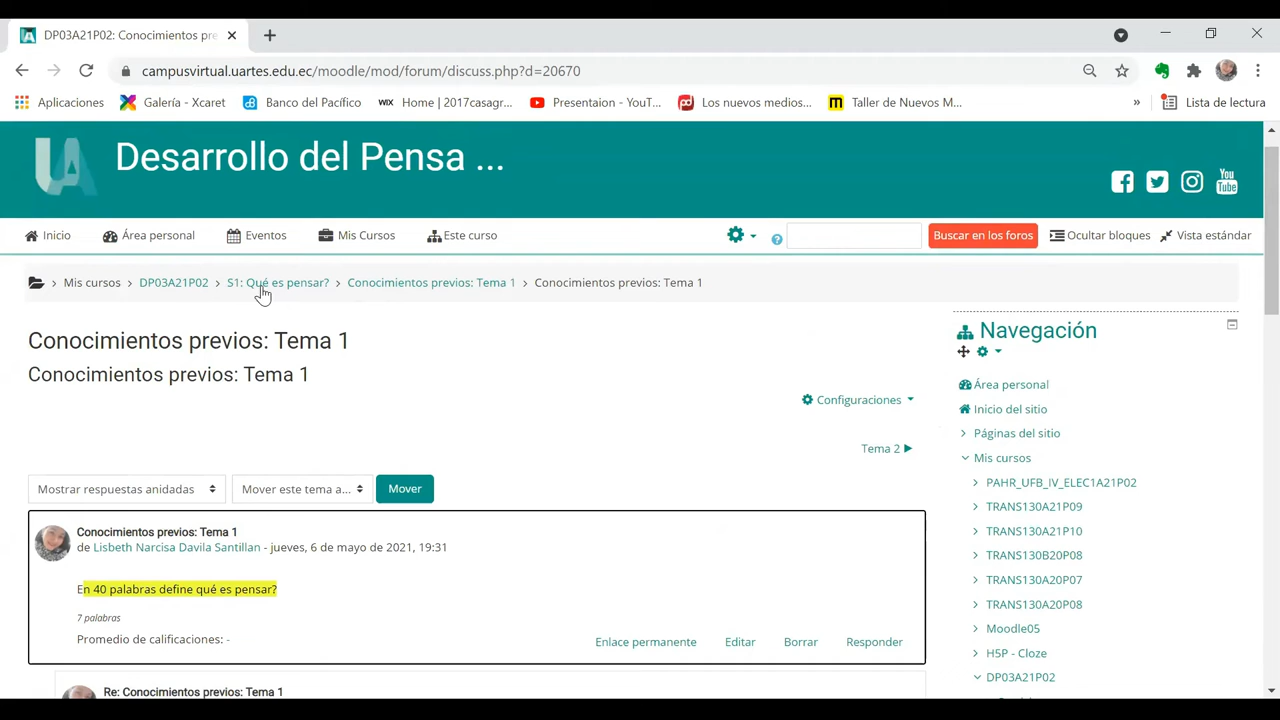 DP03A21P02: Conocimientos pre
campusvirtual.uartes.edu.ec/moodle/mod/forum/discuss.php?d=20670
Aplicaciones
Galería - Xcaret
Banco del Pacífico
WIX Home | 2017casagr...
Presentaion - YouT...
Los nuevos medios...
Taller de Nuevos M...
»
Lista de lectura
UA
Desarrollo del Pensa ...
You Tube
Inicio
Área personal
Eventos
Mis Cursos
Este curso
Buscar en los foros
Ocultar bloques
Vista estándar
Mis cursos › DP03A21P02 › S1: Qué es pensar? › Conocimientos previos: Tema 1 › Conocimientos previos: Tema 1
Conocimientos previos: Tema 1
Conocimientos previos: Tema 1
Configuraciones
Tema 2
Mostrar respuestas anidadas
Mover este tema a...
Mover
Conocimientos previos: Tema 1
de Lisbeth Narcisa Davila Santillan - jueves, 6 de mayo de 2021, 19:31
En 40 palabras define qué es pensar?
7 palabras
Promedio de calificaciones: -
Enlace permanente
Editar
Borrar
Responder
Re: Conocimientos previos: Tema 1
Navegación
Área personal
Inicio del sitio
Páginas del sitio
Mis cursos
PAHR_UFB_IV_ELEC1A21P02
TRANS130A21P09
TRANS130A21P10
TRANS130B20P08
TRANS130A20P07
TRANS130A20P08
Moodle05
H5P - Cloze
DP03A21P02